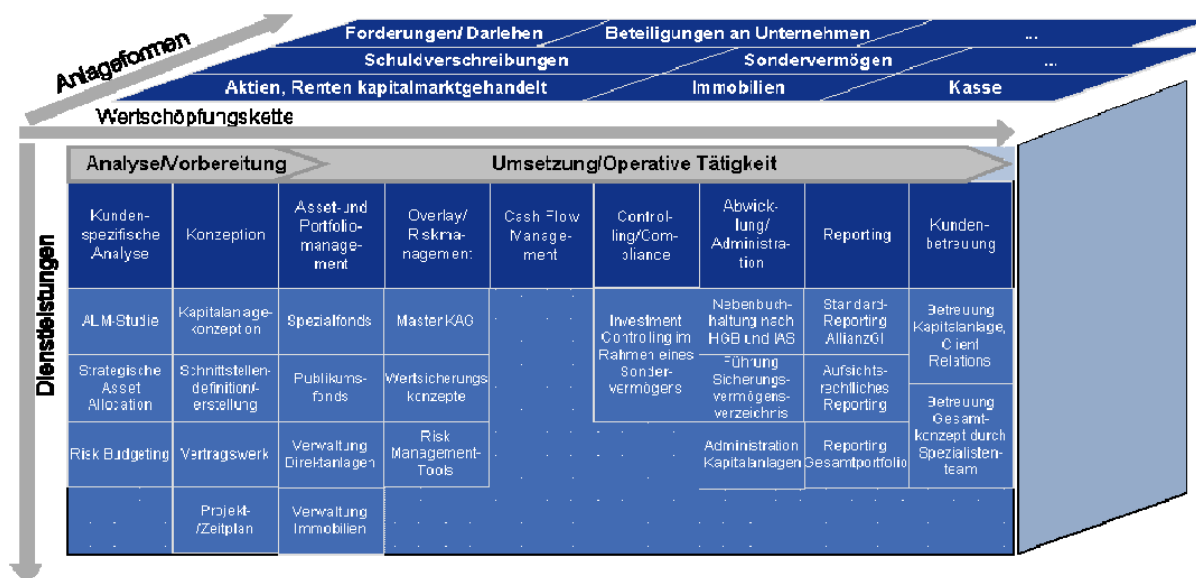 Anlageformen
Forderungen/ Darlehen
Beteiligungen an Unternehmen
...
Schuldverschreibungen
Sondervermögen
...
Aktien, Renten kapitalmarktgehandelt
Immobilien
Kasse
Wertschöpfungskette
Dienstleistungen
Analyse/Vorbereitung
Umsetzung/Operative Tätigkeit
Kunden-
spezifische
Analyse
Konzeption
Asset-und
Portfolio-
manage-
ment
Overlay/
Riskma-
nagement
Cash Flow
Manage-
ment
Control-
ling/Com-
pliance
Abwick-
lung/
Administra-
tion
Reporting
Kunden-
betreuung
ALM-Studie
Strategische
Asset
Allocation
Risk Budgeting
Kapitalanlage-
konzeption
Schnittstellen-
definition/-
erstellung
Vertragswerk
Projekt-
/Zeitplan
Spezialfonds
Publikums-
fonds
Verwaltung
Direktanlagen
Verwaltung
Immobilien
Master KAG
Wertsicherungs
konzepte
Risk
Management-
Tools
Investment
Controlling im
Rahmen eines
Sonder-
vermögens
Nebenbuch-
haltung nach
HGB und IAS
Führung
Sicherungs-
vermögens-
verzeichnis
Administration
Kapitalanlagen
Standard-
Reporting
AllianzGI
Aufsichts-
rechtliches
Reporting
Reporting
Gesamtportfolio
Betreuung
Kapitalanlage,
Client
Relations
Betreuung
Gesamt-
konzept durch
Spezialisten-
team